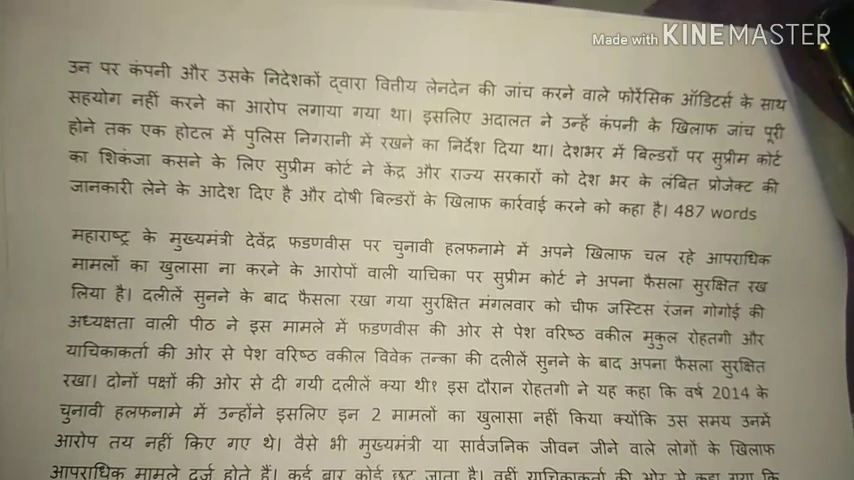 Made with KINEMASTER
उन पर कंपनी और उसके निदेशकों द्वारा वितीय लेनदेन की जांच करने वाले फोरेंसिक ऑडिटर्स के साथ
सहयोग नहीं करने का आरोप लगाया गया था। इसलिए अदालत ने उन्हें कंपनी के खिलाफ जांच पूरी
होने तक एक होटल में पुलिस निगरानी में रखने का निर्देश दिया था। देशभर में बिल्डरों पर सुप्रीम कोर्ट
का शिकंजा कसने के लिए सुप्रीम कोर्ट ने केंद्र और राज्य सरकारों को देश भर के लंबित प्रोजेक्ट की
जानकारी लेने के आदेश दिए है और दोषी बिल्डरों के खिलाफ कार्रवाई करने को कहा है। 487 words
महाराष्ट्र के मुख्यमंत्री देवेंद्र फडणवीस पर चुनावी हलफनामे में अपने खिलाफ चल रहे आपराधिक
मामलों का खुलासा ना करने के आरोपों वाली याचिका पर सुप्रीम कोर्ट ने अपना फैसला सुरक्षित रख
लिया है। दलीलें सुनने के बाद फैसला रखा गया सुरक्षित मंगलवार को चीफ जस्टिस रंजन गोगोई की
अध्यक्षता वाली पीठ ने इस मामले में फडणवीस की ओर से पेश वरिष्ठ वकील मुकुल रोहतगी और
याचिकाकर्ता की ओर से पेश वरिष्ठ वकील विवेक तन्का की दलीलें सुनने के बाद अपना फैसला सुरक्षित
रखा। दोनों पक्षों की ओर से दी गयी दलीलें क्या थी? इस दौरान रोहतगी ने यह कहा कि वर्ष 2014 के
चुनावी हलफनामे में उन्होंने इसलिए इन 2 मामलों का खुलासा नहीं किया क्योंकि उस समय उनमें
आरोप तय नहीं किए गए थे। वैसे भी मुख्यमंत्री या सार्वजनिक जीवन जीने वाले लोगों के खिलाफ
आपराधिक मामले दर्ज होते हैं। कई बार कोई छूट जाता है। वहीं याचिकाकर्ता की ओर से कहा गया कि